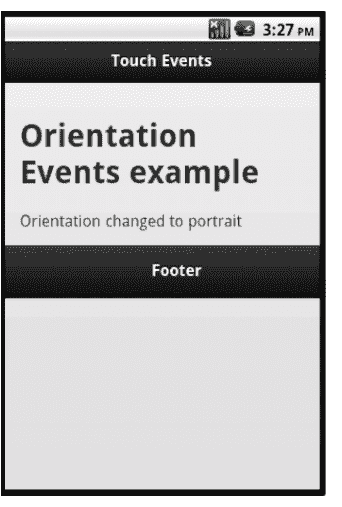 3:27 PM
Touch Events
Orientation
Events example
Orientation changed to portrait
Footer